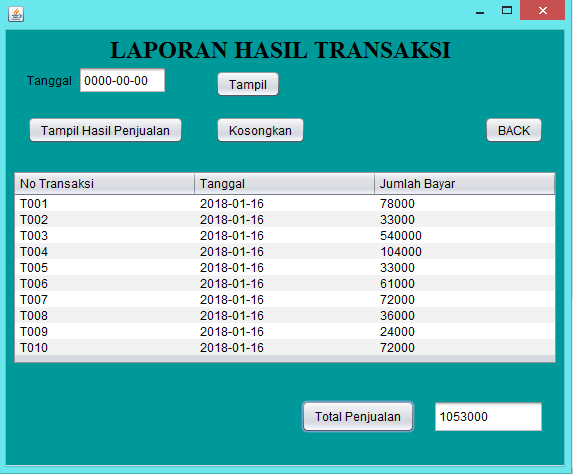 LAPORAN HASIL TRANSAKSI
Tanggal 0000-00-00 Tampil
Tampil Hasil Penjualan Kosongkan BACK
No Transaksi Tanggal Jumlah Bayar
T001 2018-01-16 78000
T002 2018-01-16 33000
T003 2018-01-16 540000
T004 2018-01-16 104000
T005 2018-01-16 33000
T006 2018-01-16 61000
T007 2018-01-16 72000
T008 2018-01-16 36000
T009 2018-01-16 24000
T010 2018-01-16 72000
Total Penjualan 1053000